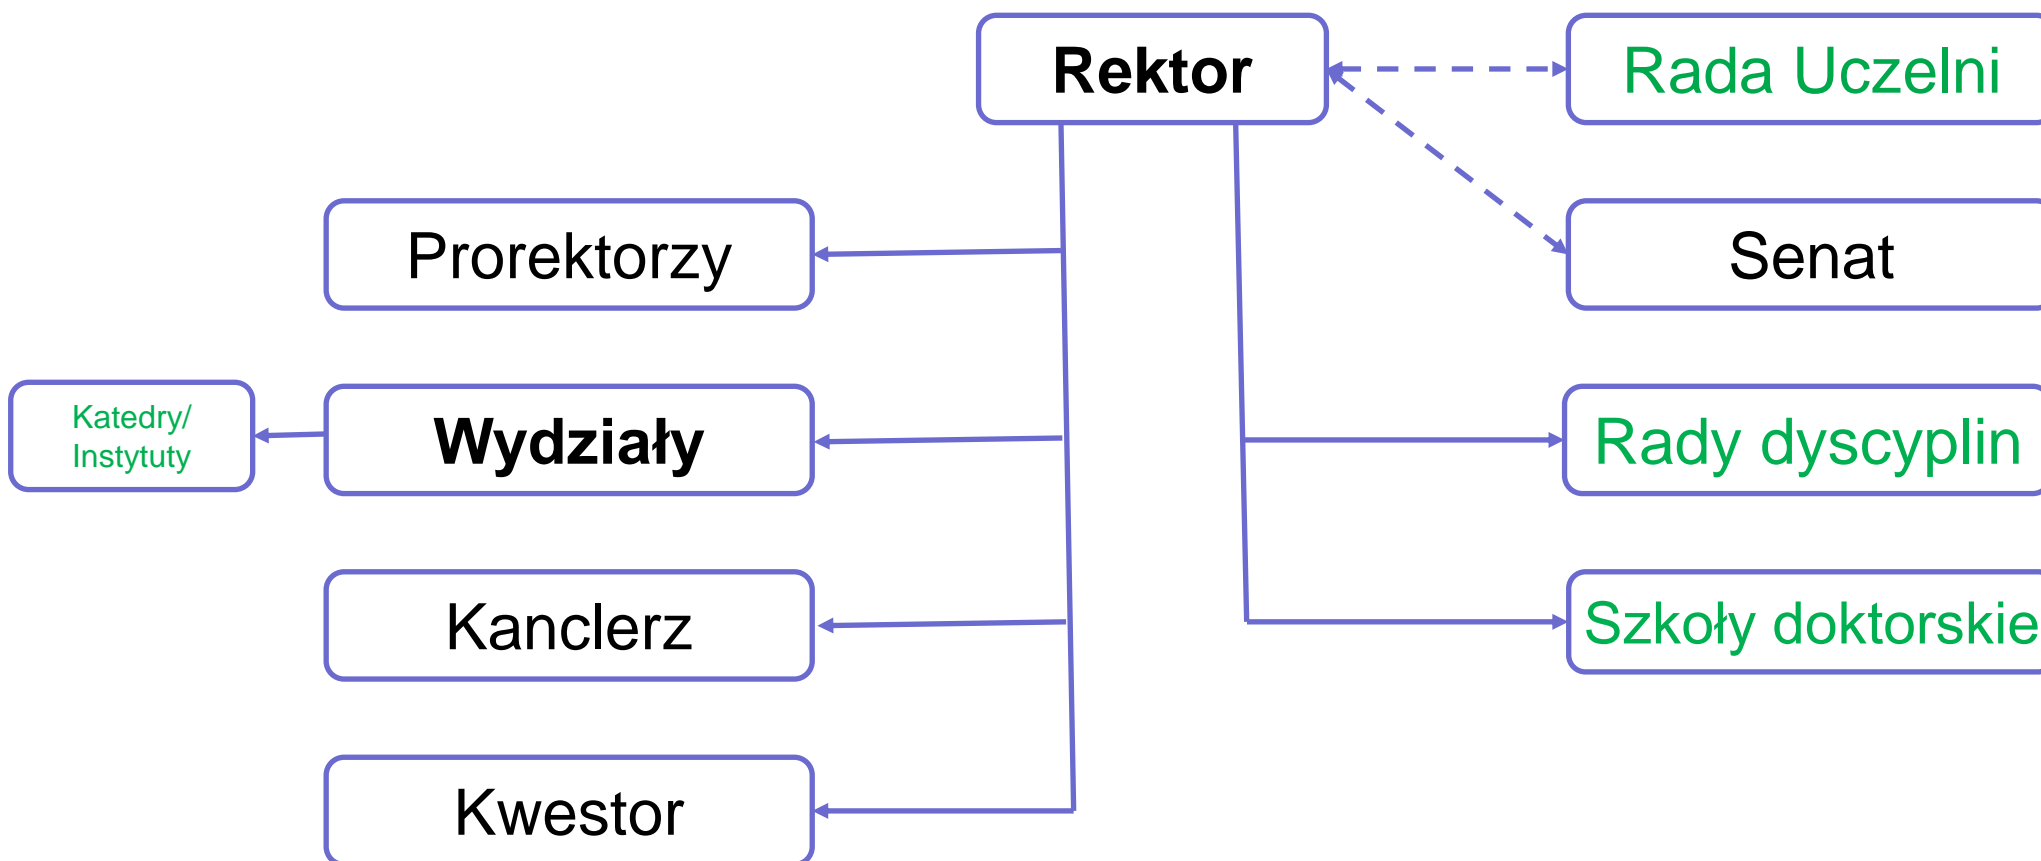 Rektor
Rada Uczelni
Prorektorzy
Senat
Katedry/
Instytuty
Wydziały
Rady dyscyplin
Kanclerz
Szkoły doktorskie
Kwestor